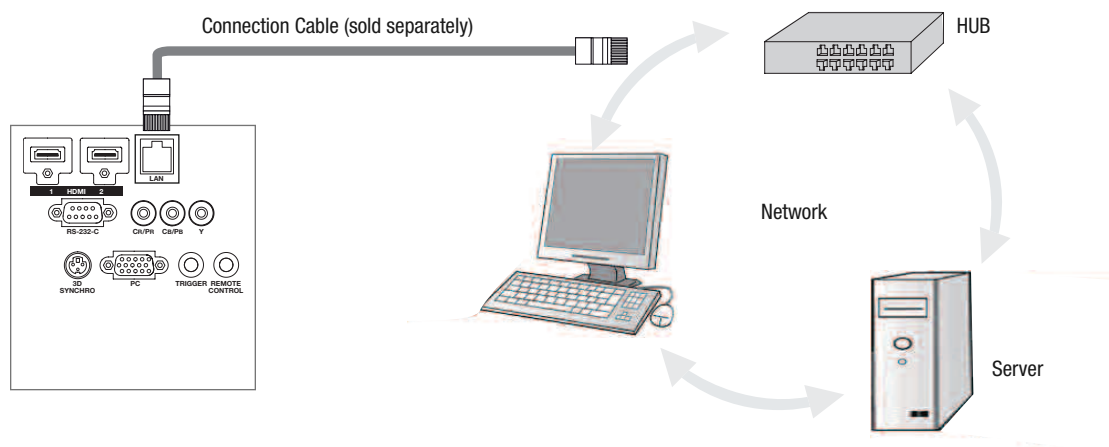 Connection Cable (sold separately)
HUB
LAN
1 HDMI 2
RS-232-C CR/PR CB/PB Y
3D SYNCHRO PC TRIGGER REMOTE CONTROL
Network
Server